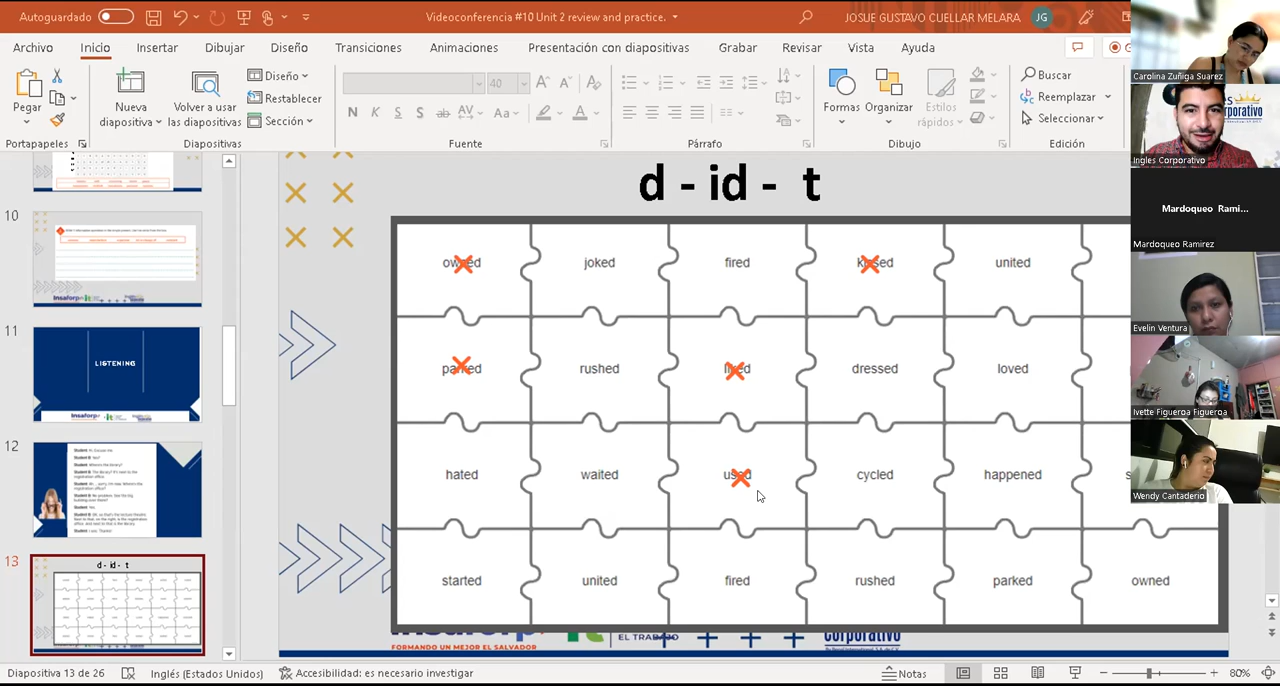 Autoguardado
Videoconferencia #10 Unit 2 review and practice.
JOSUE GUSTAVO CUELLAR MELARA
JG
Archivo Inicio Insertar Dibujar Diseño Transiciones Animaciones Presentación con diapositivas Grabar Revisar Vista Ayuda
Pegar
Nueva diapositiva
Volver a usar las diapositivas
Diseño
Restablecer
Sección
40
N K S S ab AV Aa A
Formas
Organizar
Estilos rápidos
Buscar
Reemplazar
Seleccionar
Portapapeles Diapositivas Fuente Párrafo Dibujo Edición
Carolina Zuñiga Suarez
Ingles Corporativo
Mardoqueo Rami...
Mardoqueo Ramirez
Evelin Ventura
Ivette Figueroa Figueroa
Wendy Cantaderio
10
11
LISTENING
12
13
d - id - t
d - id - t
owned joked fired kissed united
parked rushed dressed loved
hated waited used cycled happened
started united fired rushed parked owned
FORMANDO UN MEJOR EL SALVADOR
EL TRABAJO
corporativo
Diapositiva 13 de 26
Inglés (Estados Unidos)
Accesibilidad: es necesario investigar
Notas
80%